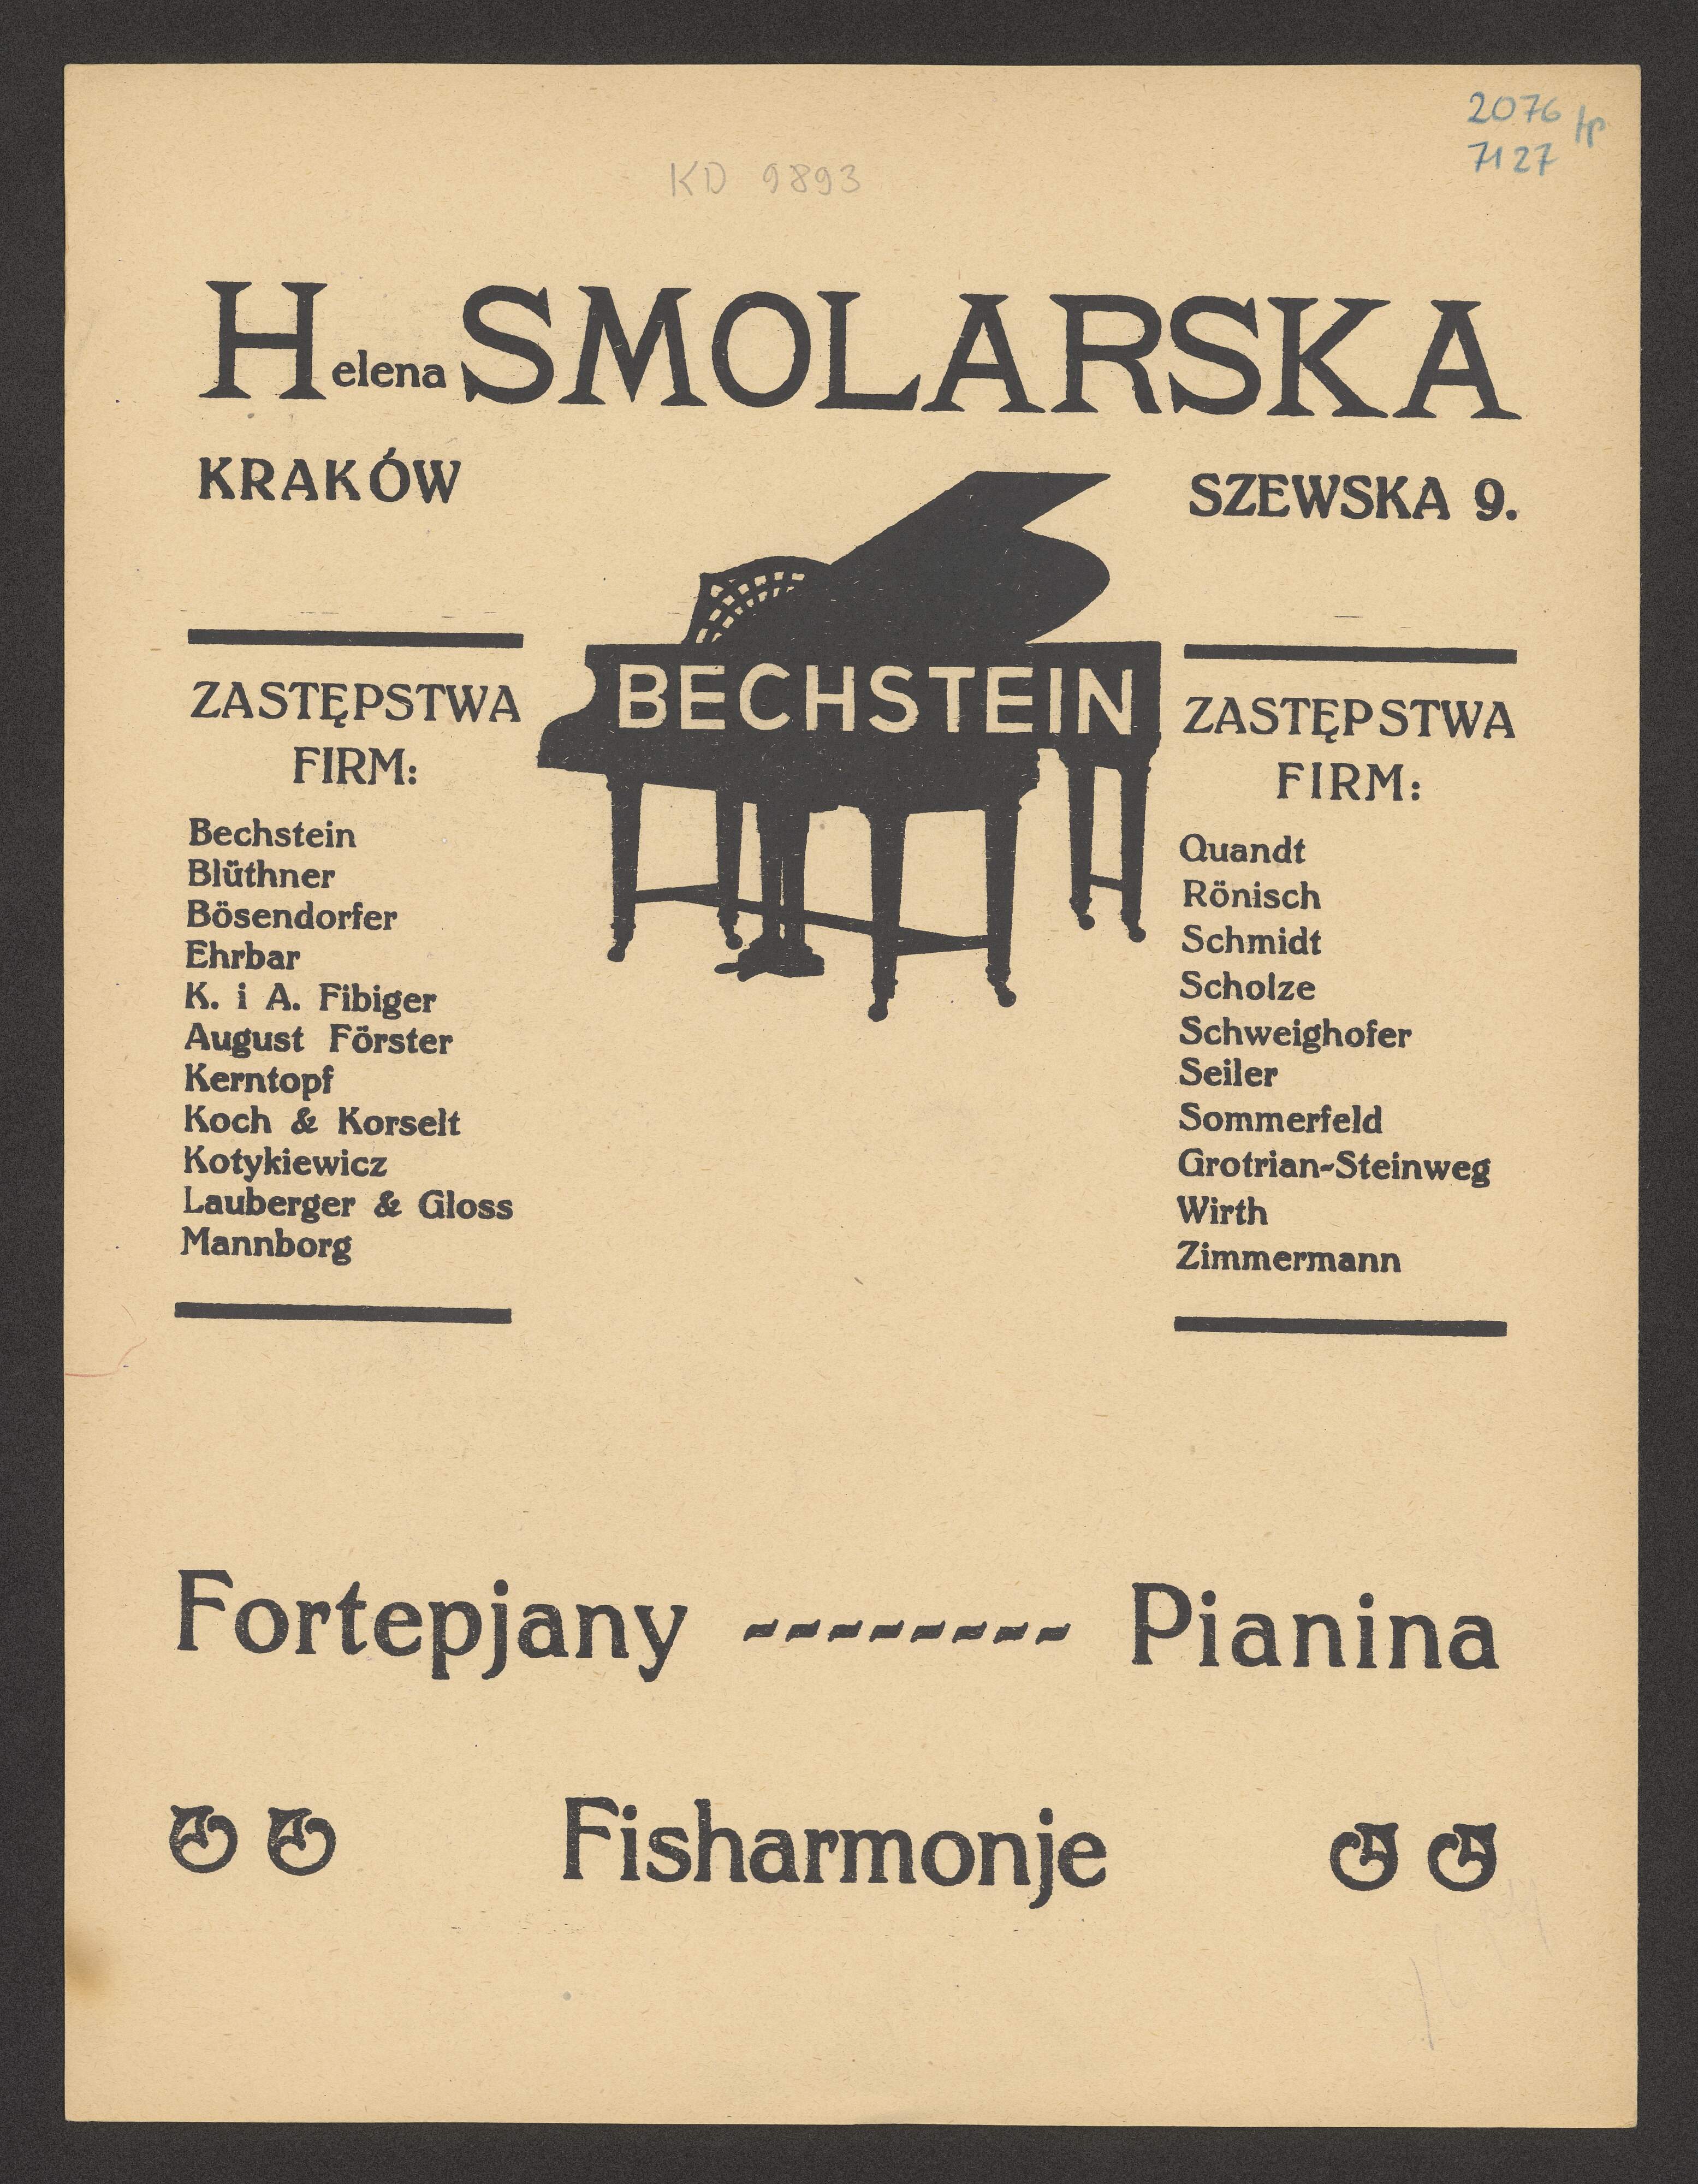 2076
7127
KD 9893
Helena SMOLARSKA
KRAKÓW
SZEWSKA 9.
BECHSTEIN
ZASTĘPSTWA
FIRM:
Bechstein
Blüthner
Bösendorfer
Ehrbar
K. i A. Fibiger
August Förster
Kerntopf
Koch & Korselt
Kotykiewicz
Lauberger & Gloss
Mannborg
ZASTĘPSTWA
FIRM:
Quandt
Rönisch
Schmidt
Scholze
Schweighofer
Seiler
Sommerfeld
Grotrian-Steinweg
Wirth
Zimmermann
Fortepjany -------- Pianina
Fisharmonje